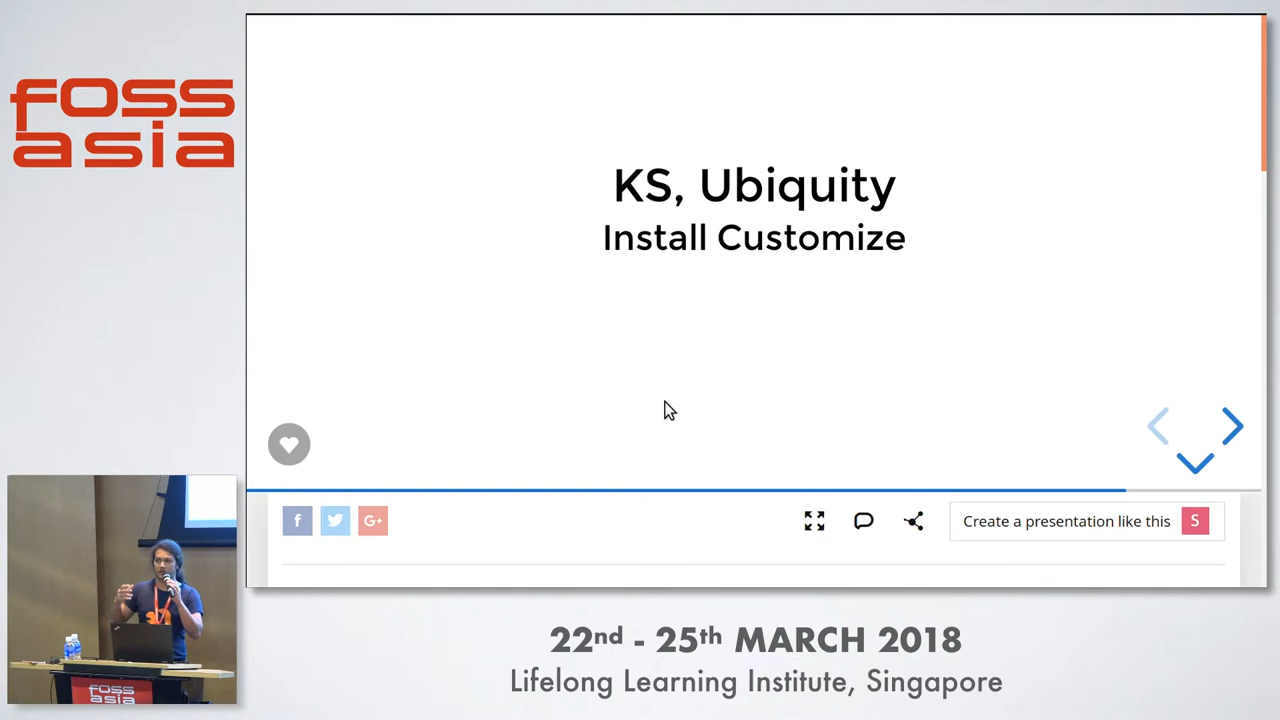 foss
asia
KS, Ubiquity
Install Customize
f
G+
Create a presentation like this
S
foss
asia
22nd - 25th MARCH 2018
Lifelong Learning Institute, Singapore